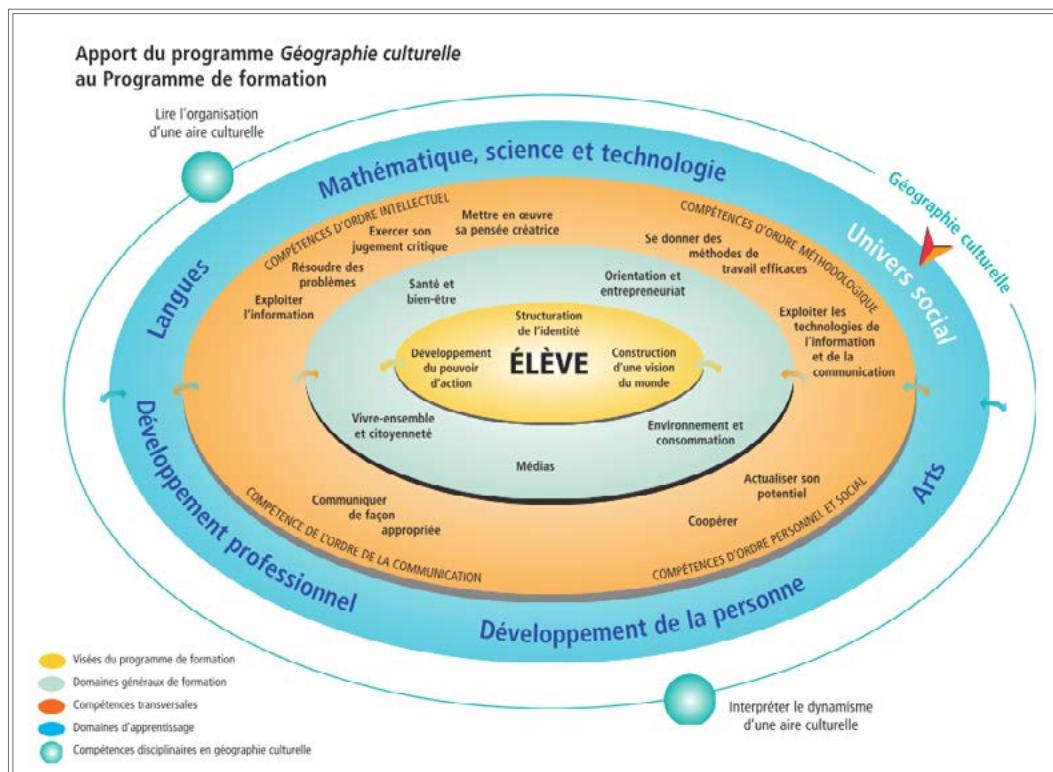 Apport du programme Géographie culturelle
au Programme de formation
Lire l'organisation
d'une aire culturelle
Mathématique, science et technologie
Géographie culturelle
Univers social
Langues
COMPÉTENCES D'ORDRE INTELLECTUEL
COMPÉTENCES D'ORDRE MÉTHODOLOGIQUE
Mettre en œuvre
sa pensée créatrice
Exercer son
jugement critique
Résoudre des
problèmes
Exploiter
l'information
Se donner des
méthodes de
travail efficaces
Exploiter les
technologies de
l'information
et de la
communication
Santé et
bien-être
Orientation et
entrepreneuriat
Structuration
de l'identité
ÉLÈVE
Développement
du pouvoir
d'action
Construction
d'une vision
du monde
Vivre-ensemble
et citoyenneté
Environnement et
consommation
Médias
Communiquer
de façon
appropriée
Actualiser son
potentiel
Coopérer
COMPÉTENCE DE L'ORDRE DE LA COMMUNICATION
COMPÉTENCES D'ORDRE PERSONNEL ET SOCIAL
Développement professionnel
Développement de la personne
Arts
Visées du programme de formation
Domaines généraux de formation
Compétences transversales
Domaines d'apprentissage
Compétences disciplinaires en géographie culturelle
Interpréter le dynamisme
d'une aire culturelle